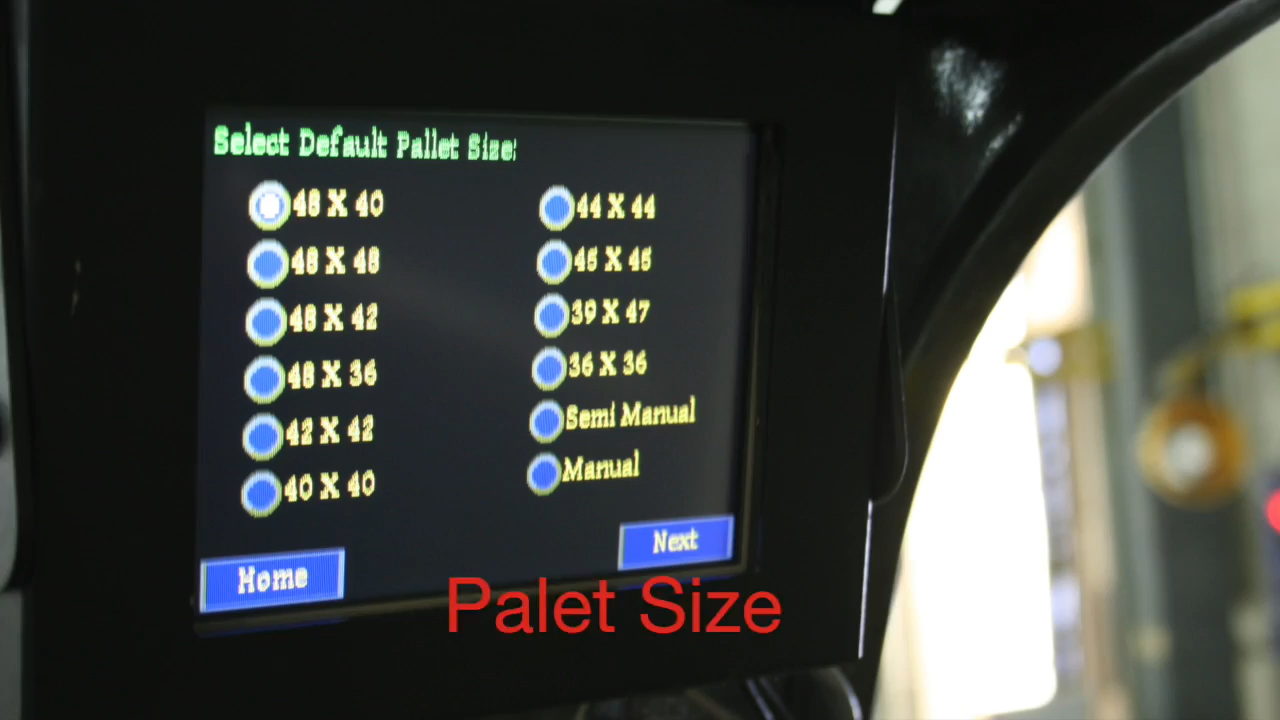 Select Default Pallet Size:
48 X 40
48 X 48
48 X 42
48 X 36
42 X 42
40 X 40
44 X 44
45 X 45
39 X 47
36 X 36
Semi Manual
Manual
Next
Home
Palet Size